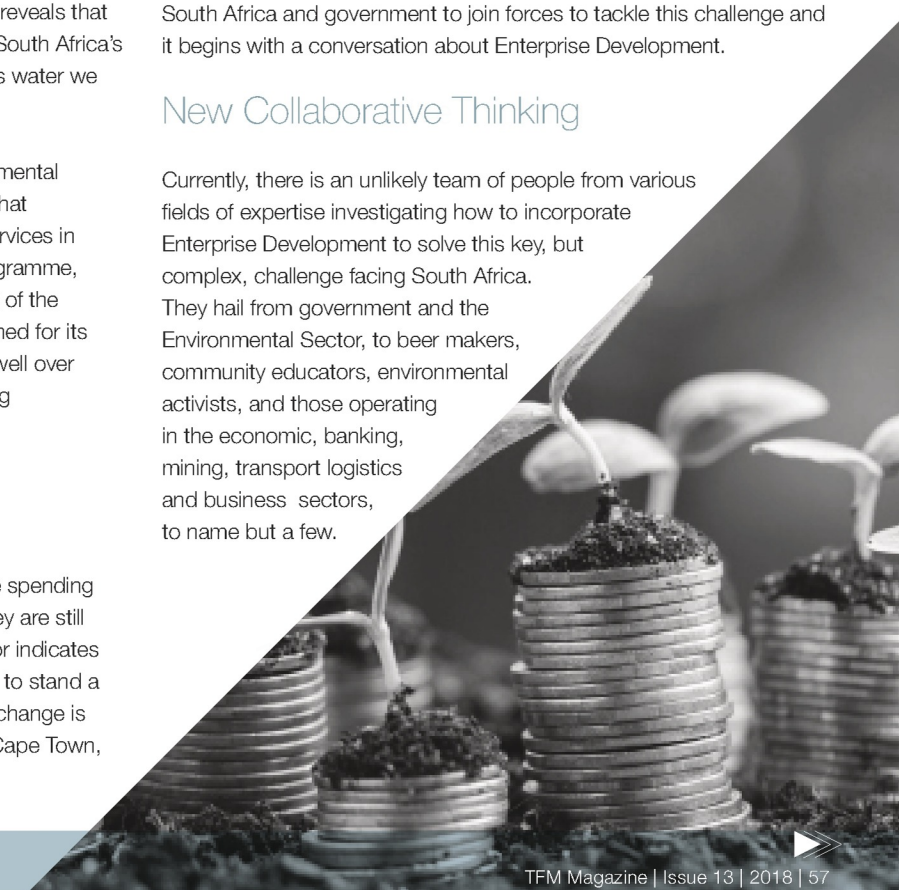 reveals that
South Africa's
s water we
mental
hat
rvices in
gramme,
of the
ned for its
well over
g
e spending
ey are still
or indicates
to stand a
change is
Cape Town,
South Africa and government to join forces to tackle this challenge and
it begins with a conversation about Enterprise Development.
New Collaborative Thinking
Currently, there is an unlikely team of people from various
fields of expertise investigating how to incorporate
Enterprise Development to solve this key, but
complex, challenge facing South Africa.
They hail from government and the
Environmental Sector, to beer makers,
community educators, environmental
activists, and those operating
in the economic, banking,
mining, transport logistics
and business sectors,
to name but a few.
TFM Magazine | Issue 13 | 2018 | 57